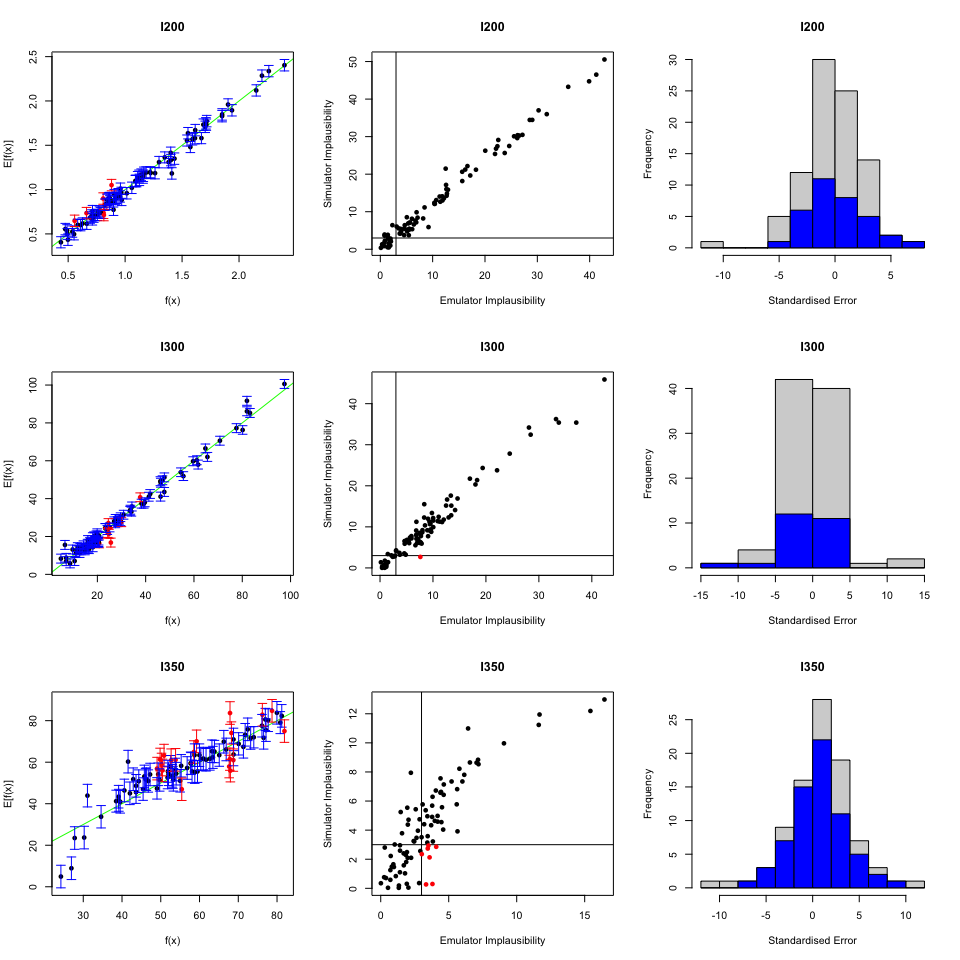 I200
E[f(x)]
2.5
2.0
1.5
1.0
0.5
0.5 1.0 1.5 2.0
f(x)
I200
Simulator Implausibility
50
40
30
20
10
0
0 10 20 30 40
Emulator Implausibility
I200
Frequency
30
25
20
15
10
5
0
-10 -5 0 5
Standardised Error
I300
E[f(x)]
100
80
60
40
20
0
20 40 60 80 100
f(x)
I300
Simulator Implausibility
40
30
20
10
0
0 10 20 30 40
Emulator Implausibility
I300
Frequency
40
30
20
10
0
-15 -10 -5 0 5 10 15
Standardised Error
I350
E[f(x)]
80
60
40
20
0
30 40 50 60 70 80
f(x)
I350
Simulator Implausibility
12
10
8
6
4
2
0
0 5 10 15
Emulator Implausibility
I350
Frequency
25
20
15
10
5
0
-10 -5 0 5 10
Standardised Error